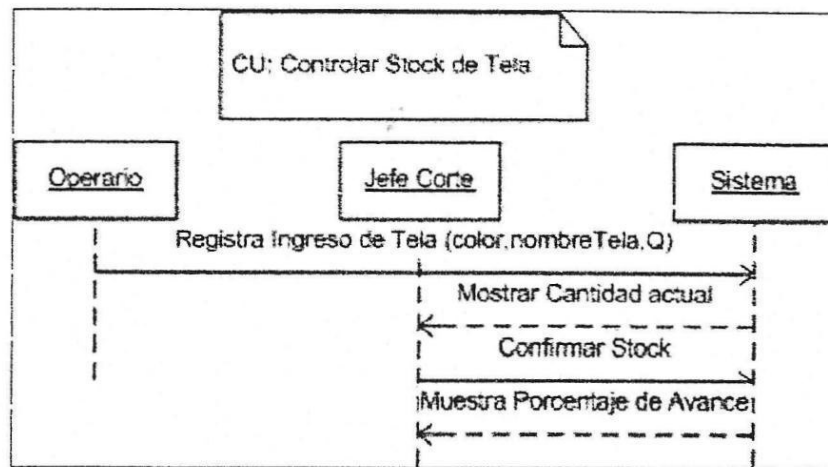 CU: Controlar Stock de Tela
Operario
Jefe Corte
Sistema
Registra Ingreso de Tela (color,nombreTela,Q)
Mostrar Cantidad actual
Confirmar Stock
Muestra Porcentaje de Avance